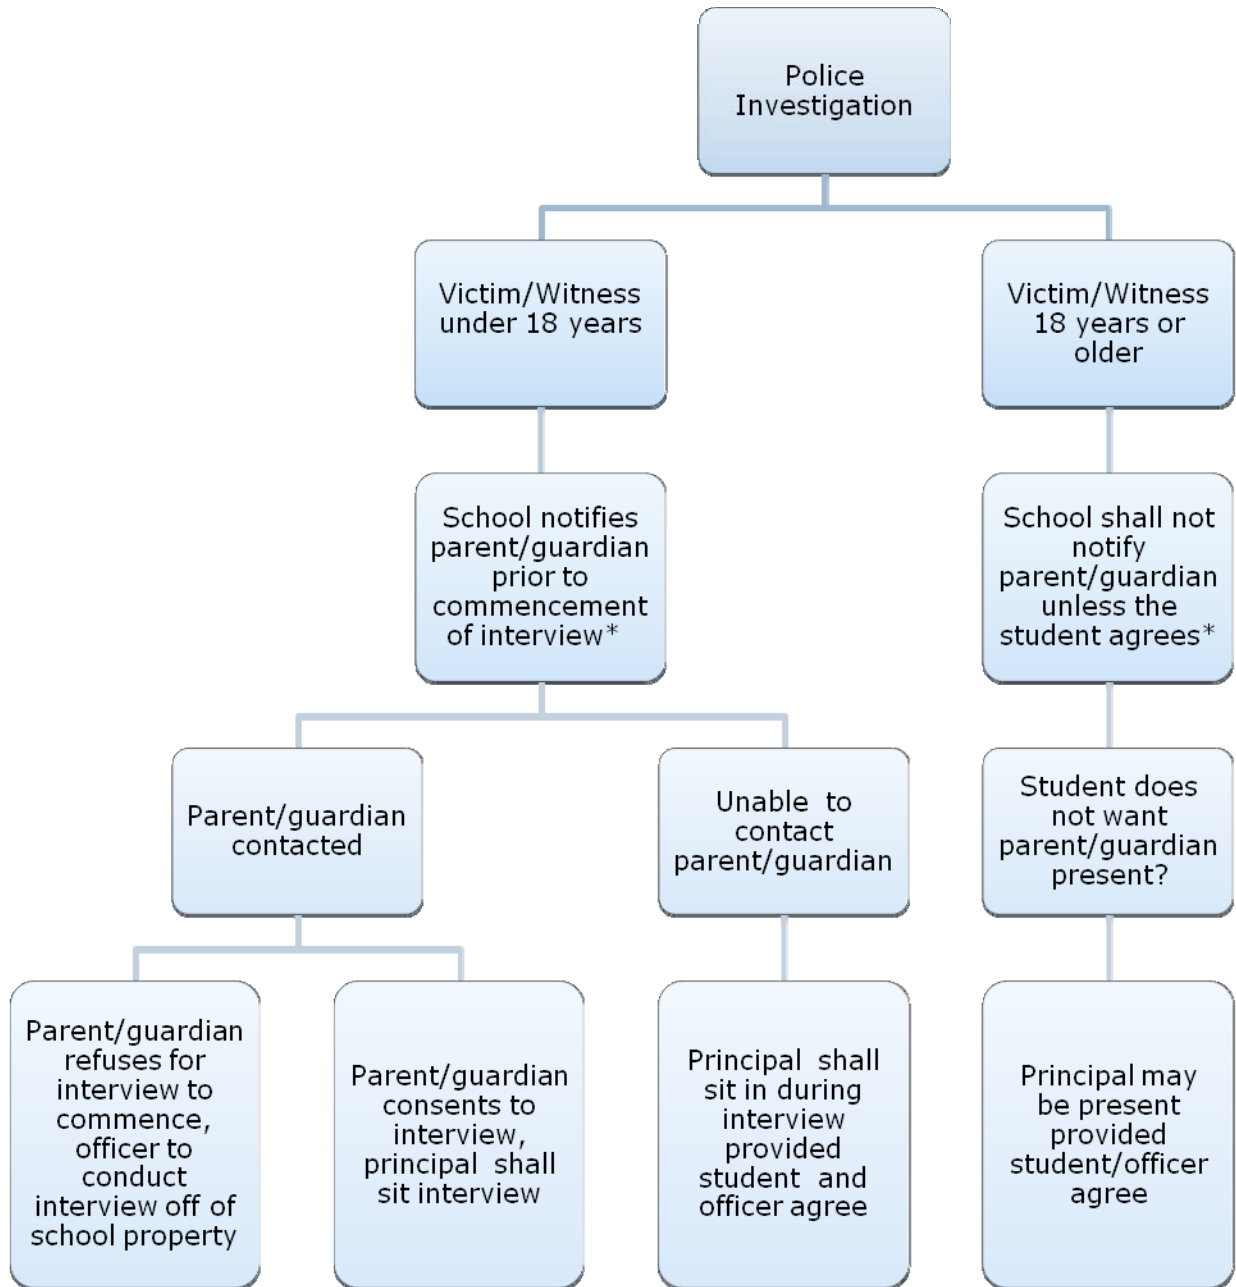 Police
Investigation
Victim/Witness
under 18 years
Victim/Witness
18 years or
older
School notifies
parent/guardian
prior to
commencement
of interview*
School shall not
notify
parent/guardian
unless the
student agrees*
Parent/guardian
contacted
Unable to
contact
parent/guardian
Student does
not want
parent/guardian
present?
Parent/guardian
refuses for
interview to
commence,
officer to
conduct
interview off of
school property
Parent/guardian
consents to
interview,
principal shall
sit interview
Principal shall
sit in during
interview
provided
student and
officer agree
Principal may
be present
provided
student/officer
agree